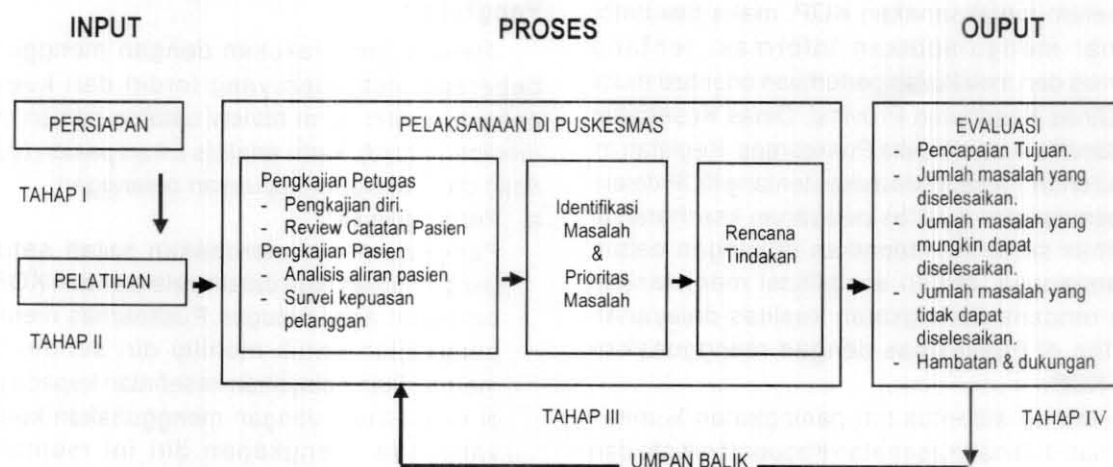 INPUT
PROSES
OUPUT
PERSIAPAN
TAHAP I
PELATIHAN
TAHAP II
PELAKSANAAN DI PUSKESMAS
Pengkajian Petugas
- Pengkajian diri.
- Review Catatan Pasien
Pengkajian Pasien
- Analisis aliran pasien
- Survei kepuasan
pelanggan
Identifikasi
Masalah
&
Prioritas
Masalah
Rencana
Tindakan
TAHAP III
EVALUASI
- Pencapaian Tujuan.
- Jumlah masalah yang
diselesaikan.
- Jumlah masalah yang
mungkin dapat
diselesaikan.
- Jumlah masalah yang
tidak dapat
diselesaikan.
- Hambatan & dukungan
TAHAP IV
UMPAN BALIK